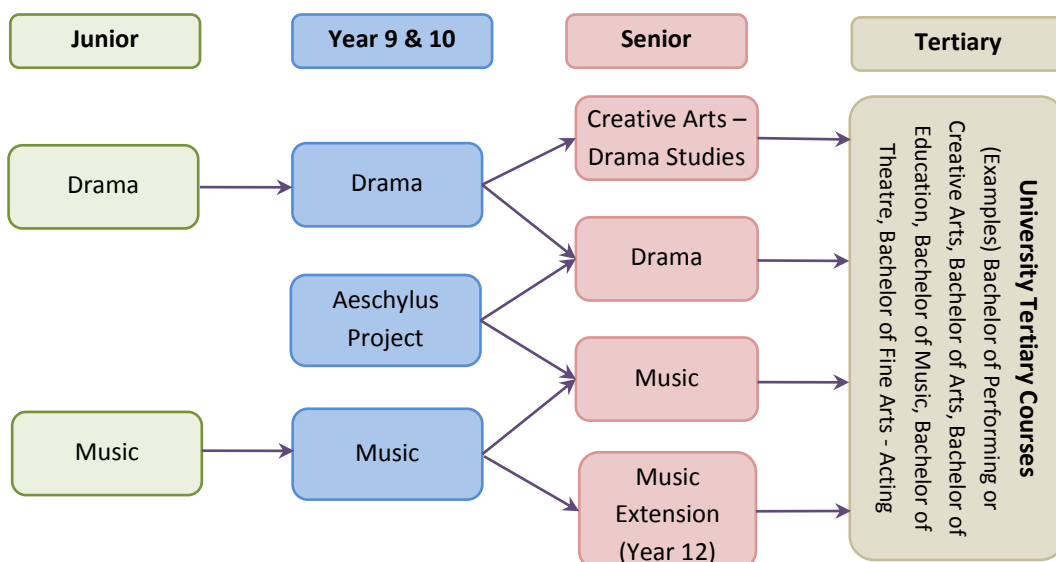 Junior
Year 9 & 10
Senior
Tertiary
Drama
Drama
Creative Arts –
Drama Studies
Drama
Aeschylus
Project
Music
Music
Music
Music
Extension
(Year 12)
University Tertiary Courses
(Examples) Bachelor of Performing or
Creative Arts, Bachelor of Arts, Bachelor of
Education, Bachelor of Music, Bachelor of
Theatre, Bachelor of Fine Arts - Acting